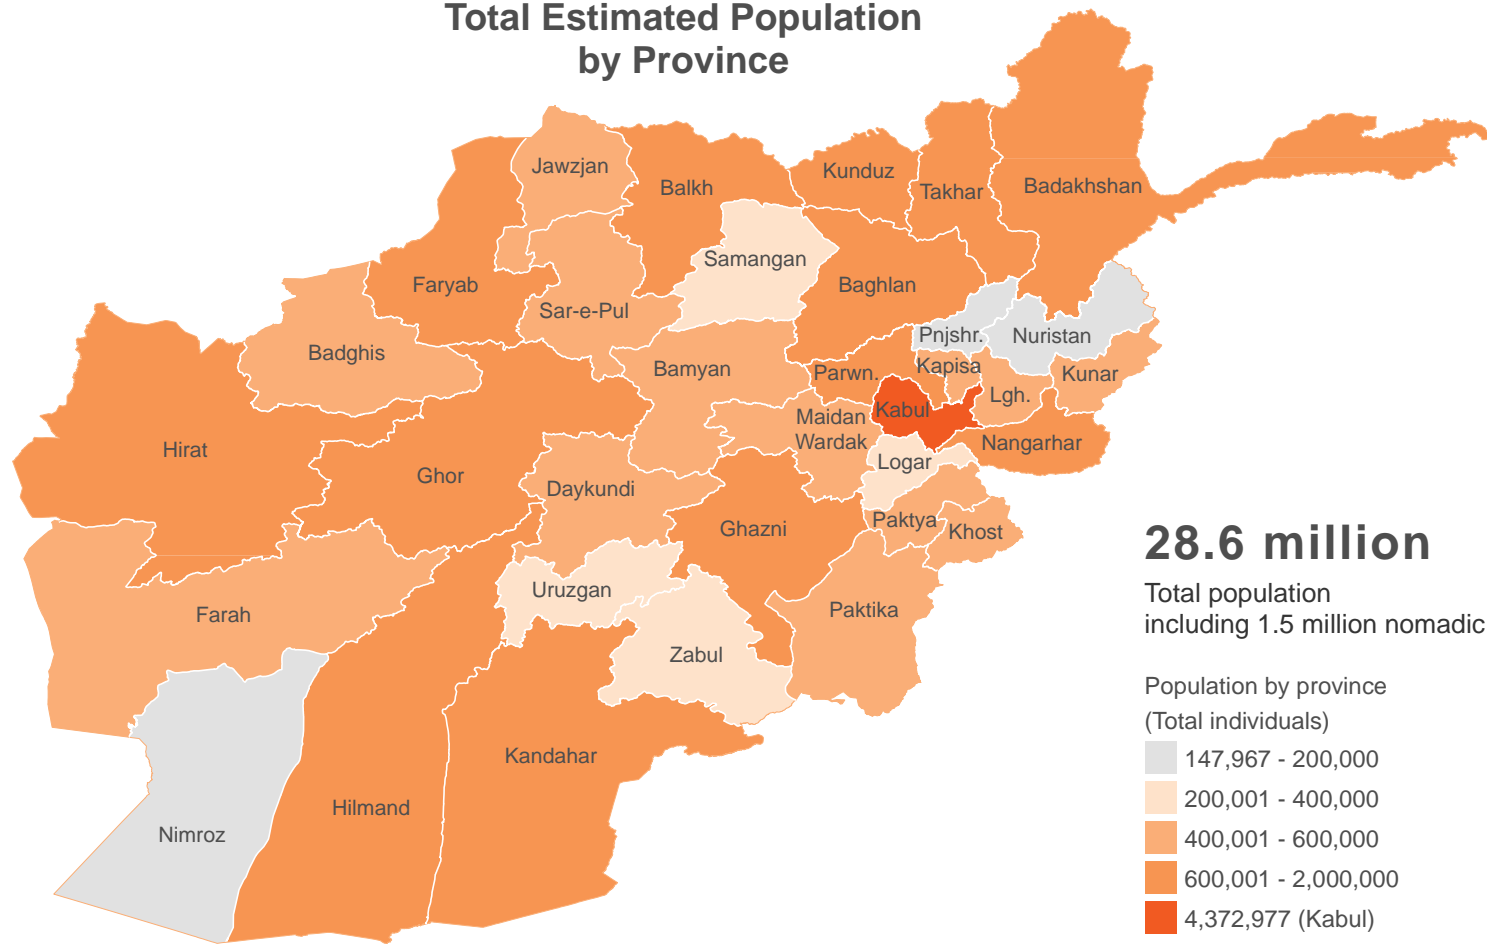 Total Estimated Population
by Province
Jawzjan
Balkh
Kunduz
Takhar
Badakhshan
Faryab
Samangan
Baghlan
Sar-e-Pul
Badghis
Pnjshr.
Nuristan
Bamyan
Parwn.
Kapisa
Kunar
Lgh.
Kabul
Maidan
Wardak
Hirat
Nangarhar
Logar
Ghor
Daykundi
Ghazni
Paktya
Khost
Uruzgan
Farah
Paktika
Zabul
Kandahar
Hilmand
Nimroz
28.6 million
Total population
including 1.5 million nomadic
Population by province
(Total individuals)
147,967 - 200,000
200,001 - 400,000
400,001 - 600,000
600,001 - 2,000,000
4,372,977 (Kabul)